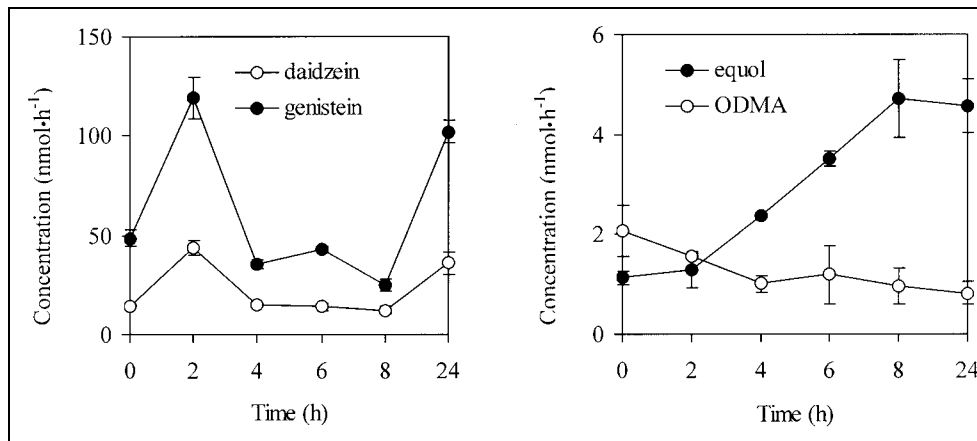 150
100
50
0
Concentration (nmol·h⁻¹)
daidzein
genistein
0 2 4 6 8 24
Time (h)
6
4
2
0
Concentration (nmol·h⁻¹)
equol
ODMA
0 2 4 6 8 24
Time (h)